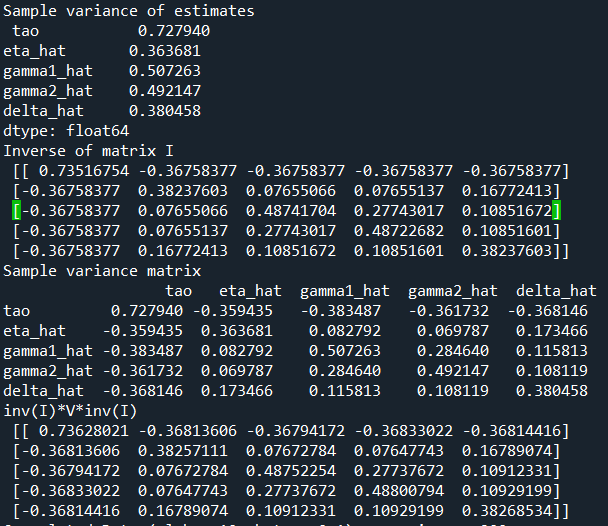 Sample variance of estimates
tao 0.727940
eta_hat 0.363681
gamma1_hat 0.507263
gamma2_hat 0.492147
delta_hat 0.380458
dtype: float64
Inverse of matrix I
[[ 0.73516754 -0.36758377 -0.36758377 -0.36758377 -0.36758377]
[-0.36758377 0.38237603 0.07655066 0.07655137 0.16772413]
[-0.36758377 0.07655066 0.48741704 0.27743017 0.10851672]
[-0.36758377 0.07655137 0.27743017 0.48722682 0.10851601]
[-0.36758377 0.16772413 0.10851672 0.10851601 0.38237603]]
Sample variance matrix
tao eta_hat gamma1_hat gamma2_hat delta_hat
tao 0.727940 -0.359435 -0.383487 -0.361732 -0.368146
eta_hat -0.359435 0.363681 0.082792 0.069787 0.173466
gamma1_hat -0.383487 0.082792 0.507263 0.284640 0.115813
gamma2_hat -0.361732 0.069787 0.284640 0.492147 0.108119
delta_hat -0.368146 0.173466 0.115813 0.108119 0.380458
inv(I)*V*inv(I)
[[ 0.73628021 -0.36813606 -0.36794172 -0.36833022 -0.36814416]
[-0.36813606 0.38257111 0.07672784 0.07647743 0.16789074]
[-0.36794172 0.07672784 0.48752254 0.27737672 0.10912331]
[-0.36833022 0.07647743 0.27737672 0.48800794 0.10929199]
[-0.36814416 0.16789074 0.10912331 0.10929199 0.38268534]]